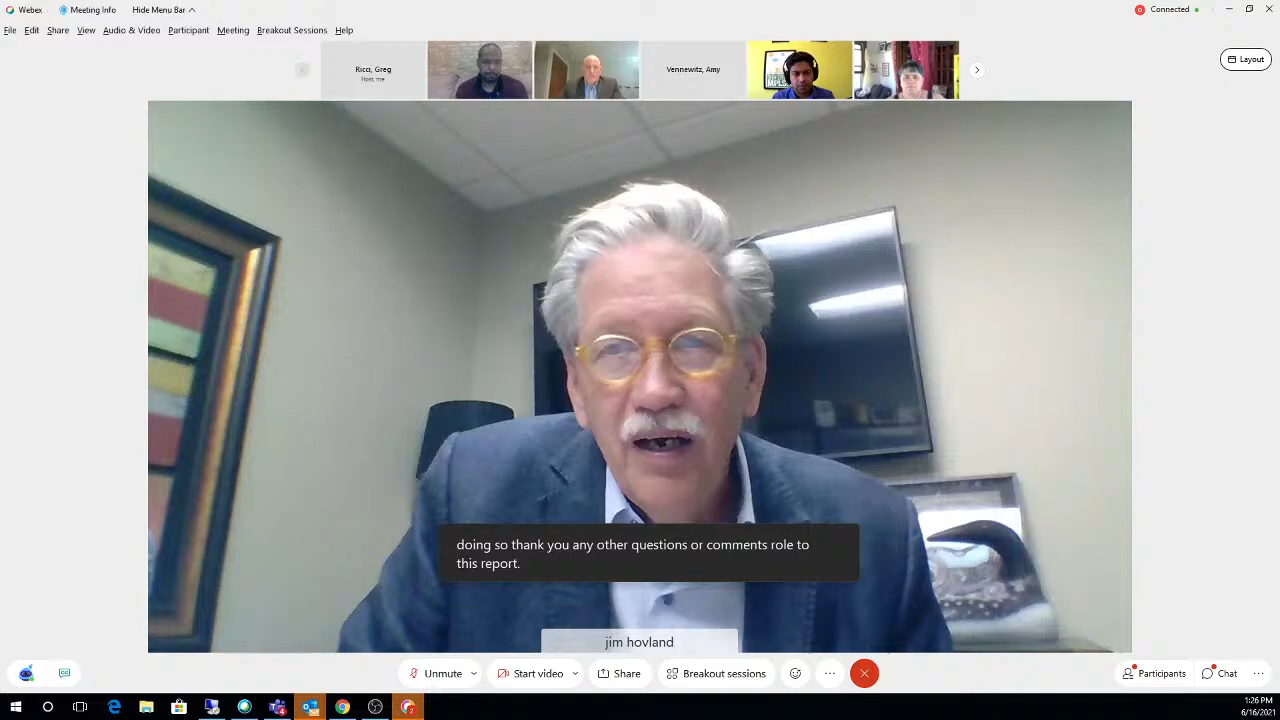 Webex Meeting Info Hide Menu Bar Connected
File Edit Share View Audio & Video Participant Meeting Breakout Sessions Help
Ricci, Greg
Host, me
Vennewitz, Amy
Layout
doing so thank you any other questions or comments role to
this report.
jim hovland
Unmute Start video Share Breakout sessions Participants Chat
1:26 PM
6/16/2021